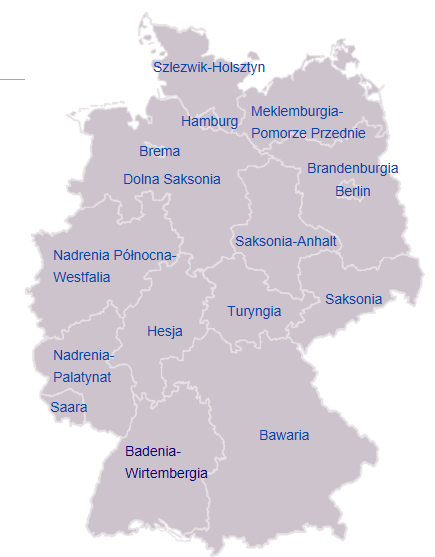 Szlezwik-Holsztyn
Meklemburgia-
Pomorze Przednie
Hamburg
Brema
Dolna Saksonia
Brandenburgia
Berlin
Saksonia-Anhalt
Nadrenia Północna-
Westfalia
Saksonia
Turyngia
Hesja
Nadrenia-
Palatynat
Saara
Bawaria
Badenia-
Wirtembergia